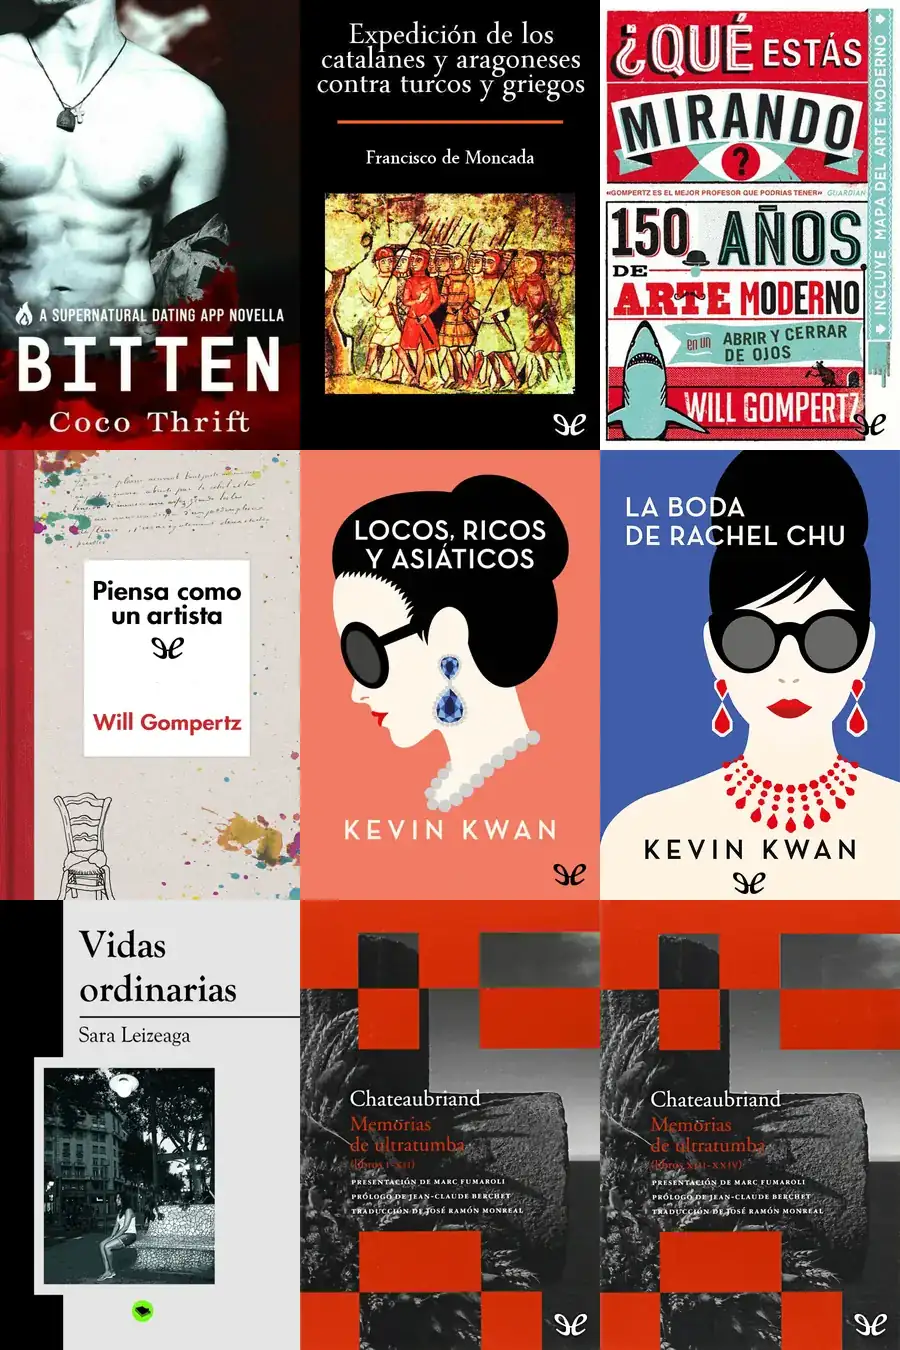 A SUPERNATURAL DATING APP NOVELLA
BITTEN
Coco Thrift
Expedición de los
catalanes y aragoneses
contra turcos y griegos
Francisco de Moncada
¿QUÉ ESTÁS
MIRANDO
?
«GOMPERTZ ES EL MEJOR PROFESOR QUE PODRÍAS TENER» GUARDIAN
150 AÑOS
DE
ARTE MODERNO
EN UN ABRIR Y CERRAR
DE OJOS
WILL GOMPERTZ
INCLUYE MAPA DEL ARTE MODERNO
Piensa como
un artista
Will Gompertz
LOCOS, RICOS
Y ASIÁTICOS
KEVIN KWAN
LA BODA
DE RACHEL CHU
KEVIN KWAN
Vidas
ordinarias
Sara Leizeaga
Chateaubriand
Memorias
de ultratumba
(libros I-XII)
PRESENTACIÓN DE MARC FUMAROLI
PRÓLOGO DE JEAN-CLAUDE BERCHET
TRADUCCIÓN DE JOSÉ RAMÓN MONREAL
Chateaubriand
Memorias
de ultratumba
(libros XIII-XXIV)
PRESENTACIÓN DE MARC FUMAROLI
PRÓLOGO DE JEAN-CLAUDE BERCHET
TRADUCCIÓN DE JOSÉ RAMÓN MONREAL